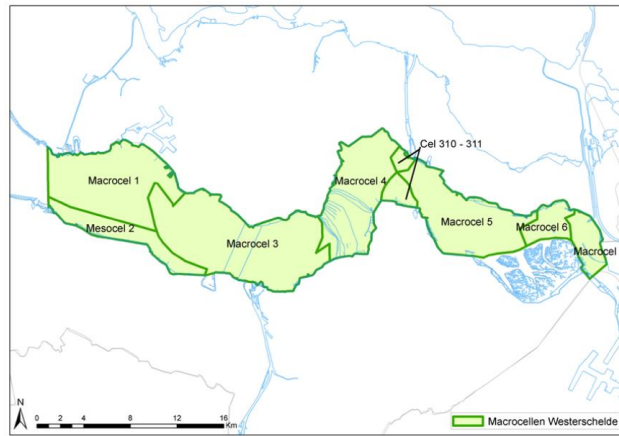 Cel 310 - 311
Macrocel 1
Macrocel 4
Mesocel 2
Macrocel 3
Macrocel 5
Macrocel 6
Macrocel
N
0 1 2 4 8 12 16
Km
Macrocellen Westerschelde